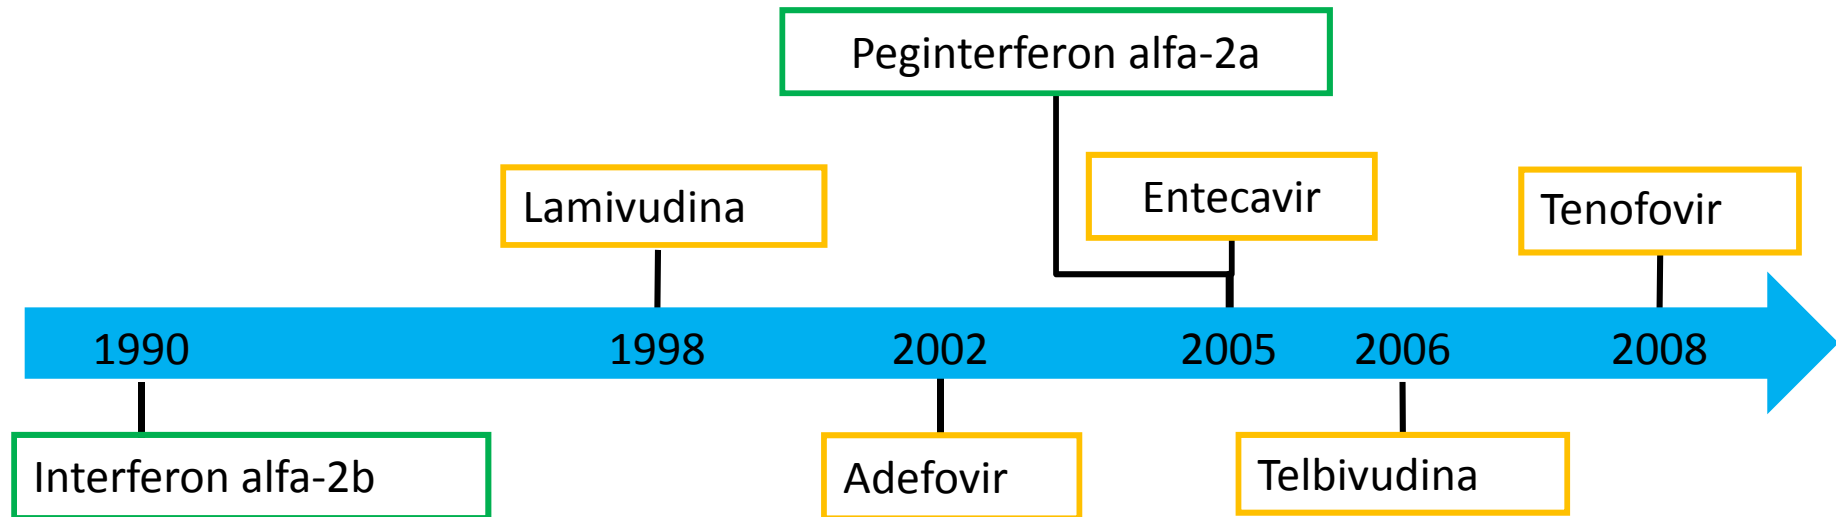 Peginterferon alfa-2a
Lamivudina
Entecavir
Tenofovir
1990 1998 2002 2005 2006 2008
Interferon alfa-2b
Adefovir
Telbivudina